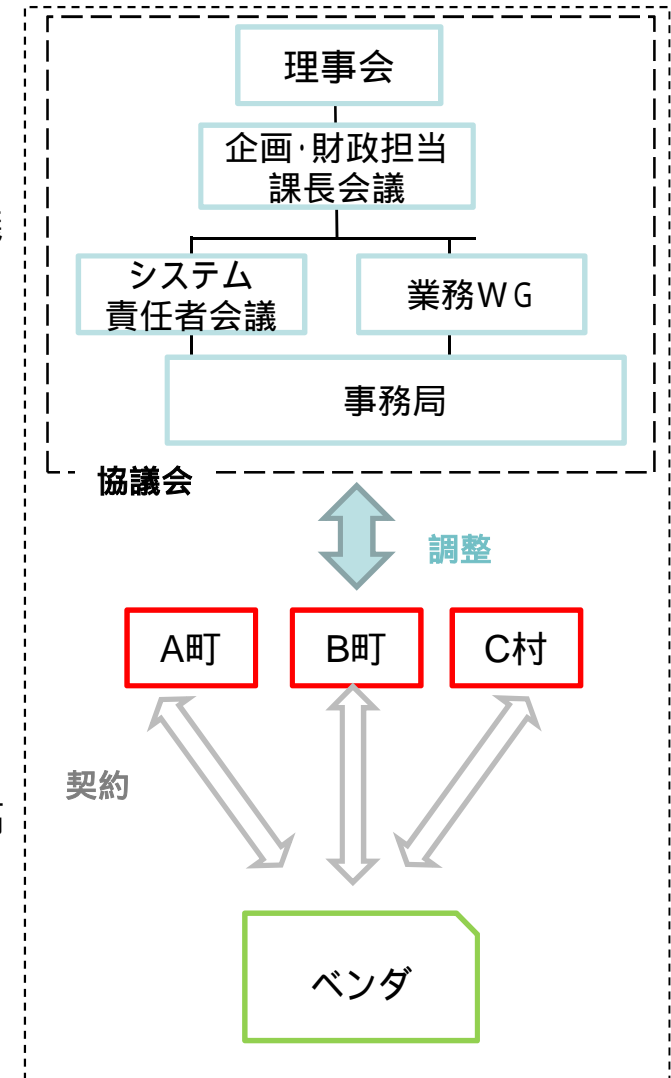 理事会
企画・財政担当
課長会議
システム
責任者会議
業務WG
事務局
協議会
調整
A町
B町
C村
契約
ベンダ